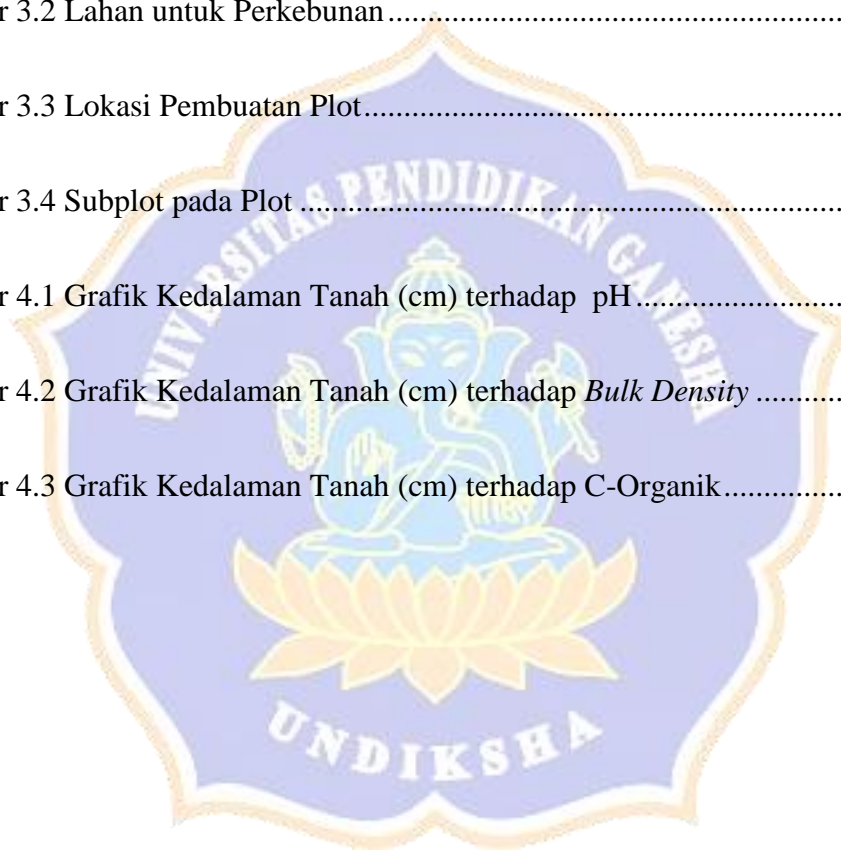 r 3.2 Lahan untuk Perkebunan.....................................................................
r 3.3 Lokasi Pembuatan Plot.........................................................................
r 3.4 Subplot pada Plot .................................................................................
r 4.1 Grafik Kedalaman Tanah (cm) terhadap  pH...............................
r 4.2 Grafik Kedalaman Tanah (cm) terhadap Bulk Density .............
r 4.3 Grafik Kedalaman Tanah (cm) terhadap C-Organik..................
UNIVERSITAS PENDIDIKAN GANESHA
UNDIKSHA